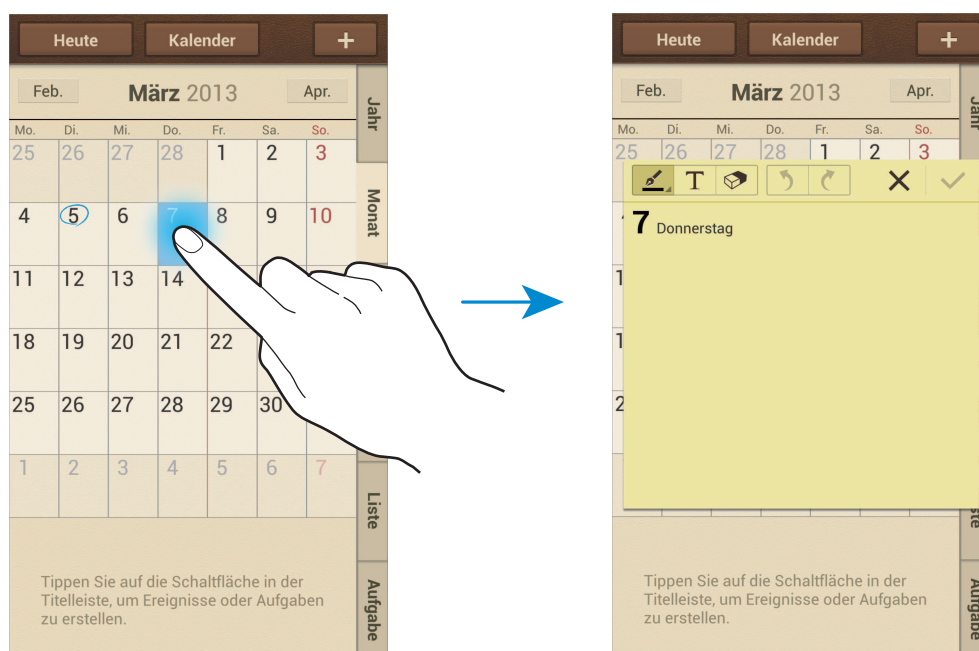 Heute Kalender +
Feb. März 2013 Apr.
Mo. Di. Mi. Do. Fr. Sa. So.
25 26 27 28 1 2 3
4 5 6 7 8 9 10
11 12 13 14
18 19 20 21 22
25 26 27 28 29 30
1 2 3 4 5 6 7
Tippen Sie auf die Schaltfläche in der
Titelleiste, um Ereignisse oder Aufgaben
zu erstellen.
Jahr
Monat
Liste
Aufgabe
Heute Kalender +
Feb. März 2013 Apr.
Mo. Di. Mi. Do. Fr. Sa. So.
25 26 27 28 1 2 3
T
7 Donnerstag
Tippen Sie auf die Schaltfläche in der
Titelleiste, um Ereignisse oder Aufgaben
zu erstellen.
Jahr
Aufgabe